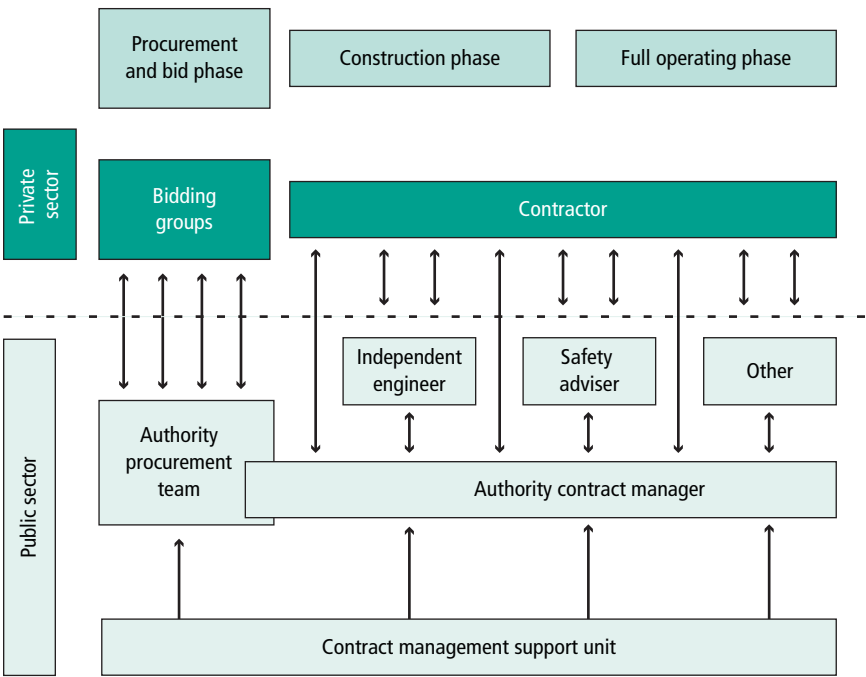 Procurement
and bid phase
Construction phase
Full operating phase
Private
sector
Bidding
groups
Contractor
Public sector
Independent
engineer
Safety
adviser
Other
Authority
procurement
team
Authority contract manager
Contract management support unit